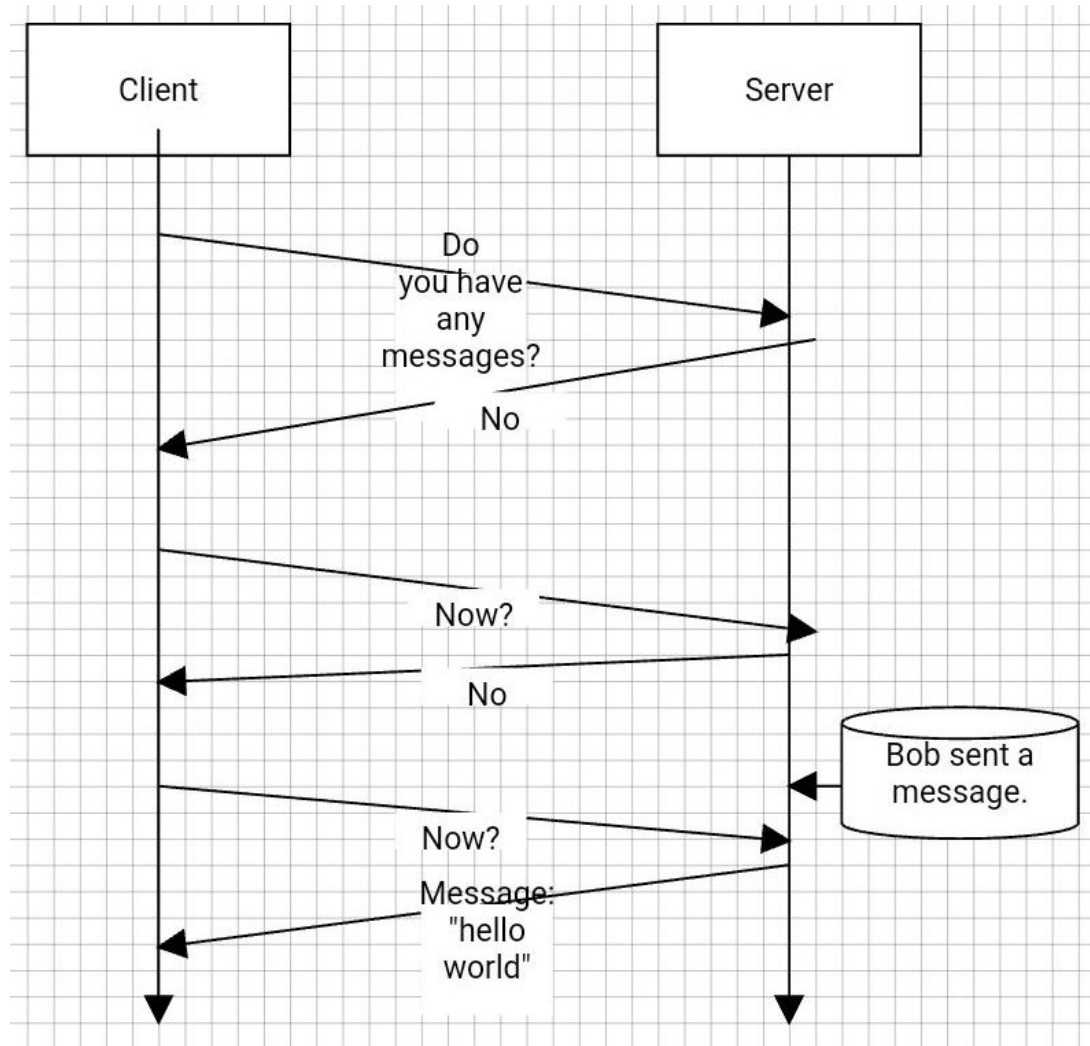 Client
Server
Do
you have
any
messages?
No
Now?
No
Bob sent a
message.
Now?
Message:
"hello
world"